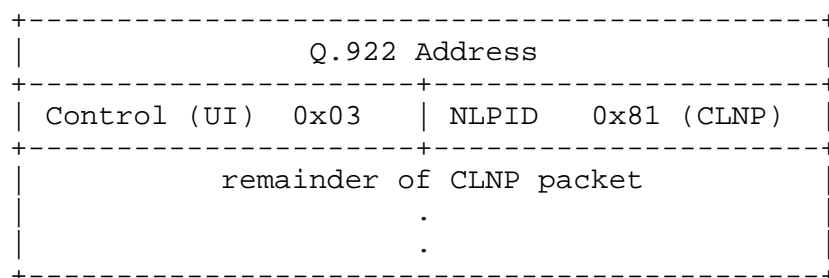 +-----------------------+-----------------------+
| Q.922 Address |
+-----------------------+-----------------------+
| Control (UI) 0x03 | NLPID 0x81 (CLNP) |
+-----------------------+-----------------------+
| remainder of CLNP packet |
| . |
| . |
+-----------------------------------------------+